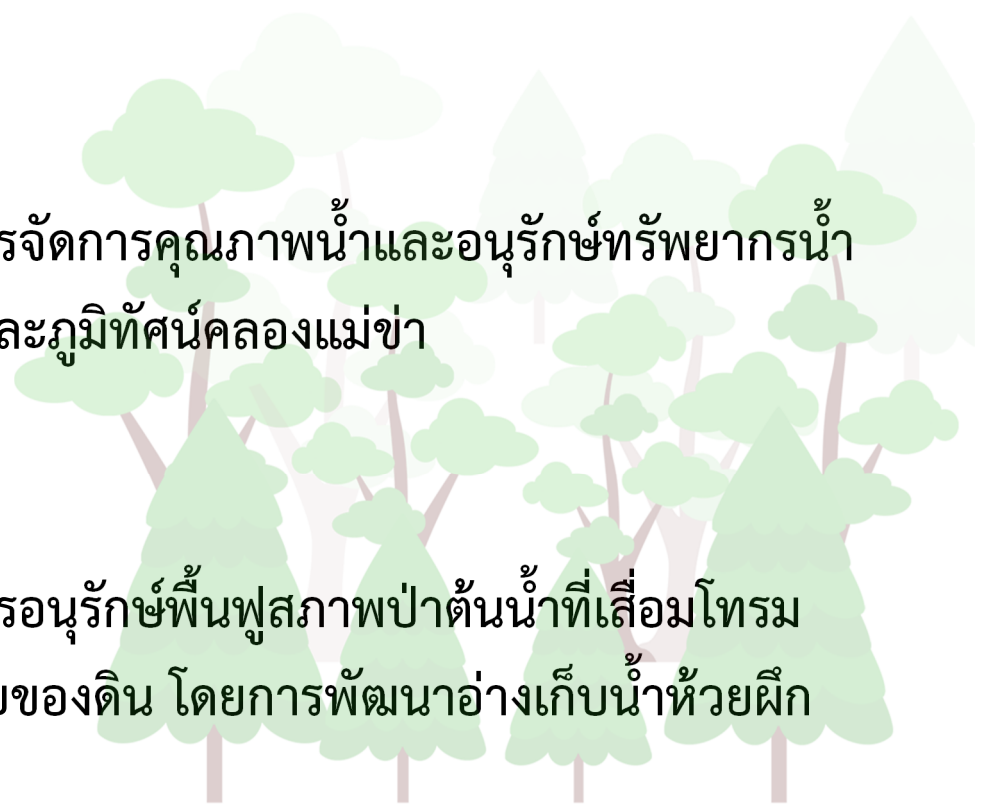 รจัดการคุณภาพน้ำและอนุรักษ์ทรัพยากรน้ำ
ละภูมิทัศน์คลองแม่ข่า
รอนุรักษ์พื้นฟูสภาพป่าต้นน้ำที่เสื่อมโทรม
ของดิน โดยการพัฒนาอ่างเก็บน้ำห้วยผึก